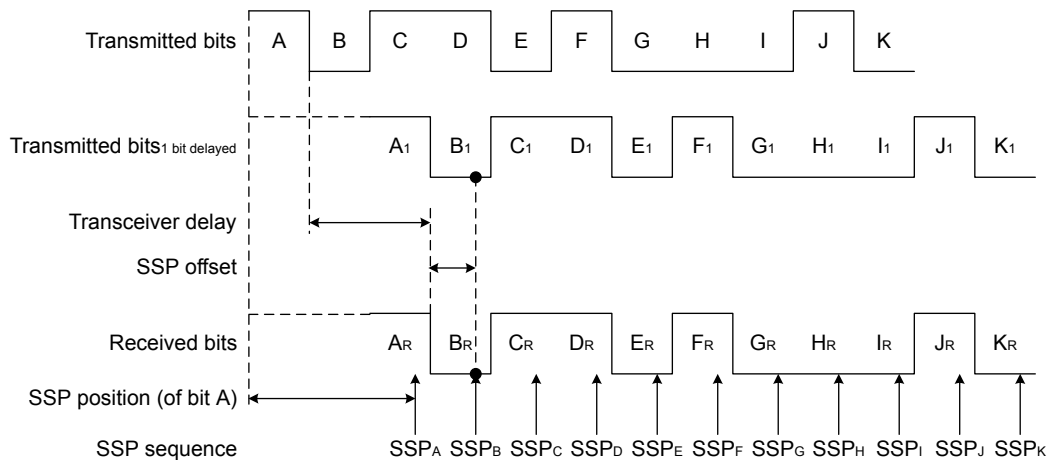 Transmitted bits A B C D E F G H I J K
Transmitted bits1 bit delayed A1 B1 C1 D1 E1 F1 G1 H1 I1 J1 K1
Transceiver delay
SSP offset
Received bits AR BR CR DR ER FR GR HR IR JR KR
SSP position (of bit A)
SSP sequence SSPA SSPB SSPC SSPD SSPE SSPF SSPG SSPH SSPI SSPJ SSPK